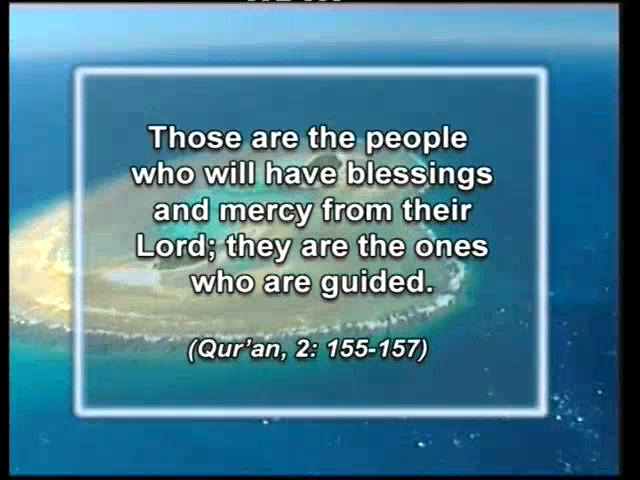 Those are the people
who will have blessings
and mercy from their
Lord; they are the ones
who are guided.
(Qur'an, 2: 155-157)